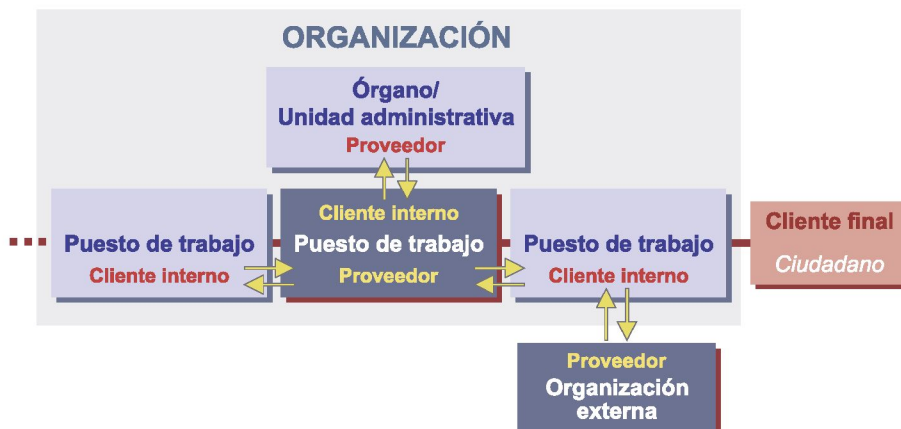 ORGANIZACIÓN
Órgano/
Unidad administrativa
Proveedor
Puesto de trabajo
Cliente interno
Cliente interno
Puesto de trabajo
Proveedor
Puesto de trabajo
Cliente interno
Cliente final
Ciudadano
Proveedor
Organización
externa